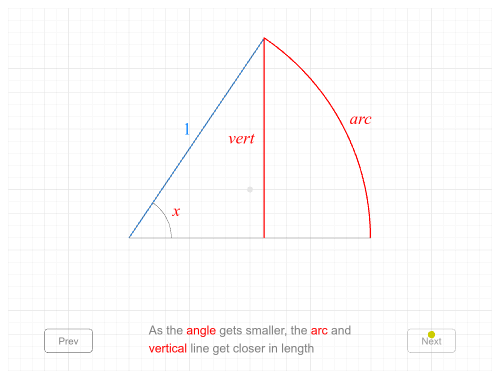 1
vert
arc
x
As the angle gets smaller, the arc and
vertical line get closer in length
Prev
Next